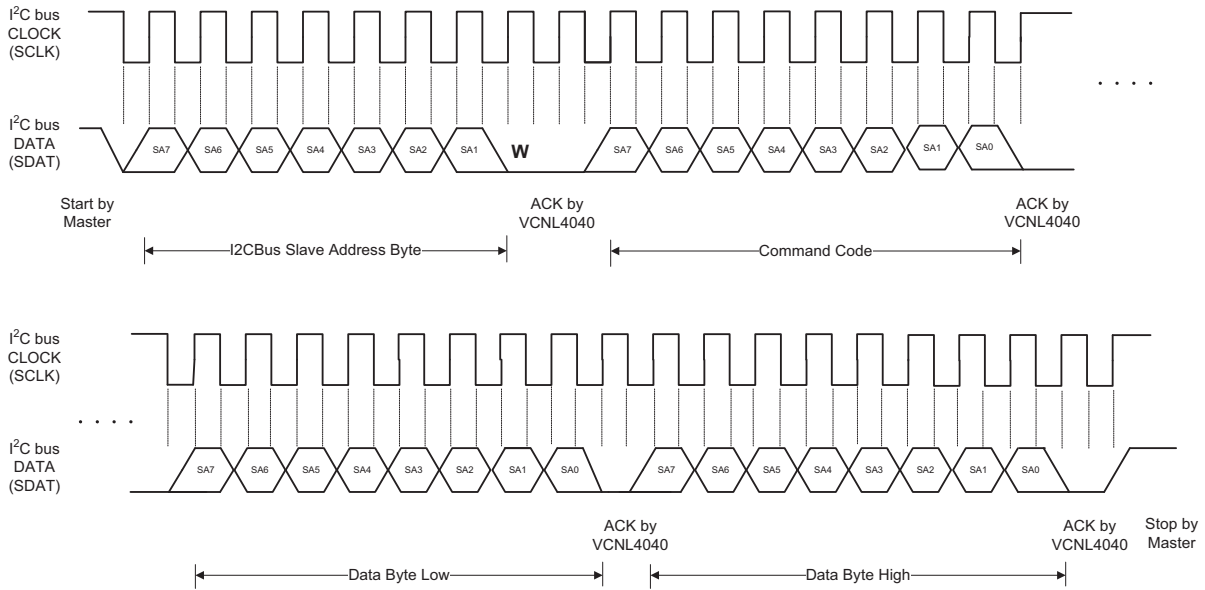 I²C bus
CLOCK
(SCLK)
. . . .
I²C bus
DATA
(SDAT)
SA7 SA6 SA5 SA4 SA3 SA2 SA1 W SA7 SA6 SA5 SA4 SA3 SA2 SA1 SA0
Start by
Master
ACK by
VCNL4040
ACK by
VCNL4040
I2CBus Slave Address Byte
Command Code
I²C bus
CLOCK
(SCLK)
. . . .
I²C bus
DATA
(SDAT)
SA7 SA6 SA5 SA4 SA3 SA2 SA1 SA0 SA7 SA6 SA5 SA4 SA3 SA2 SA1 SA0
ACK by
VCNL4040
ACK by
VCNL4040
Stop by
Master
Data Byte Low
Data Byte High